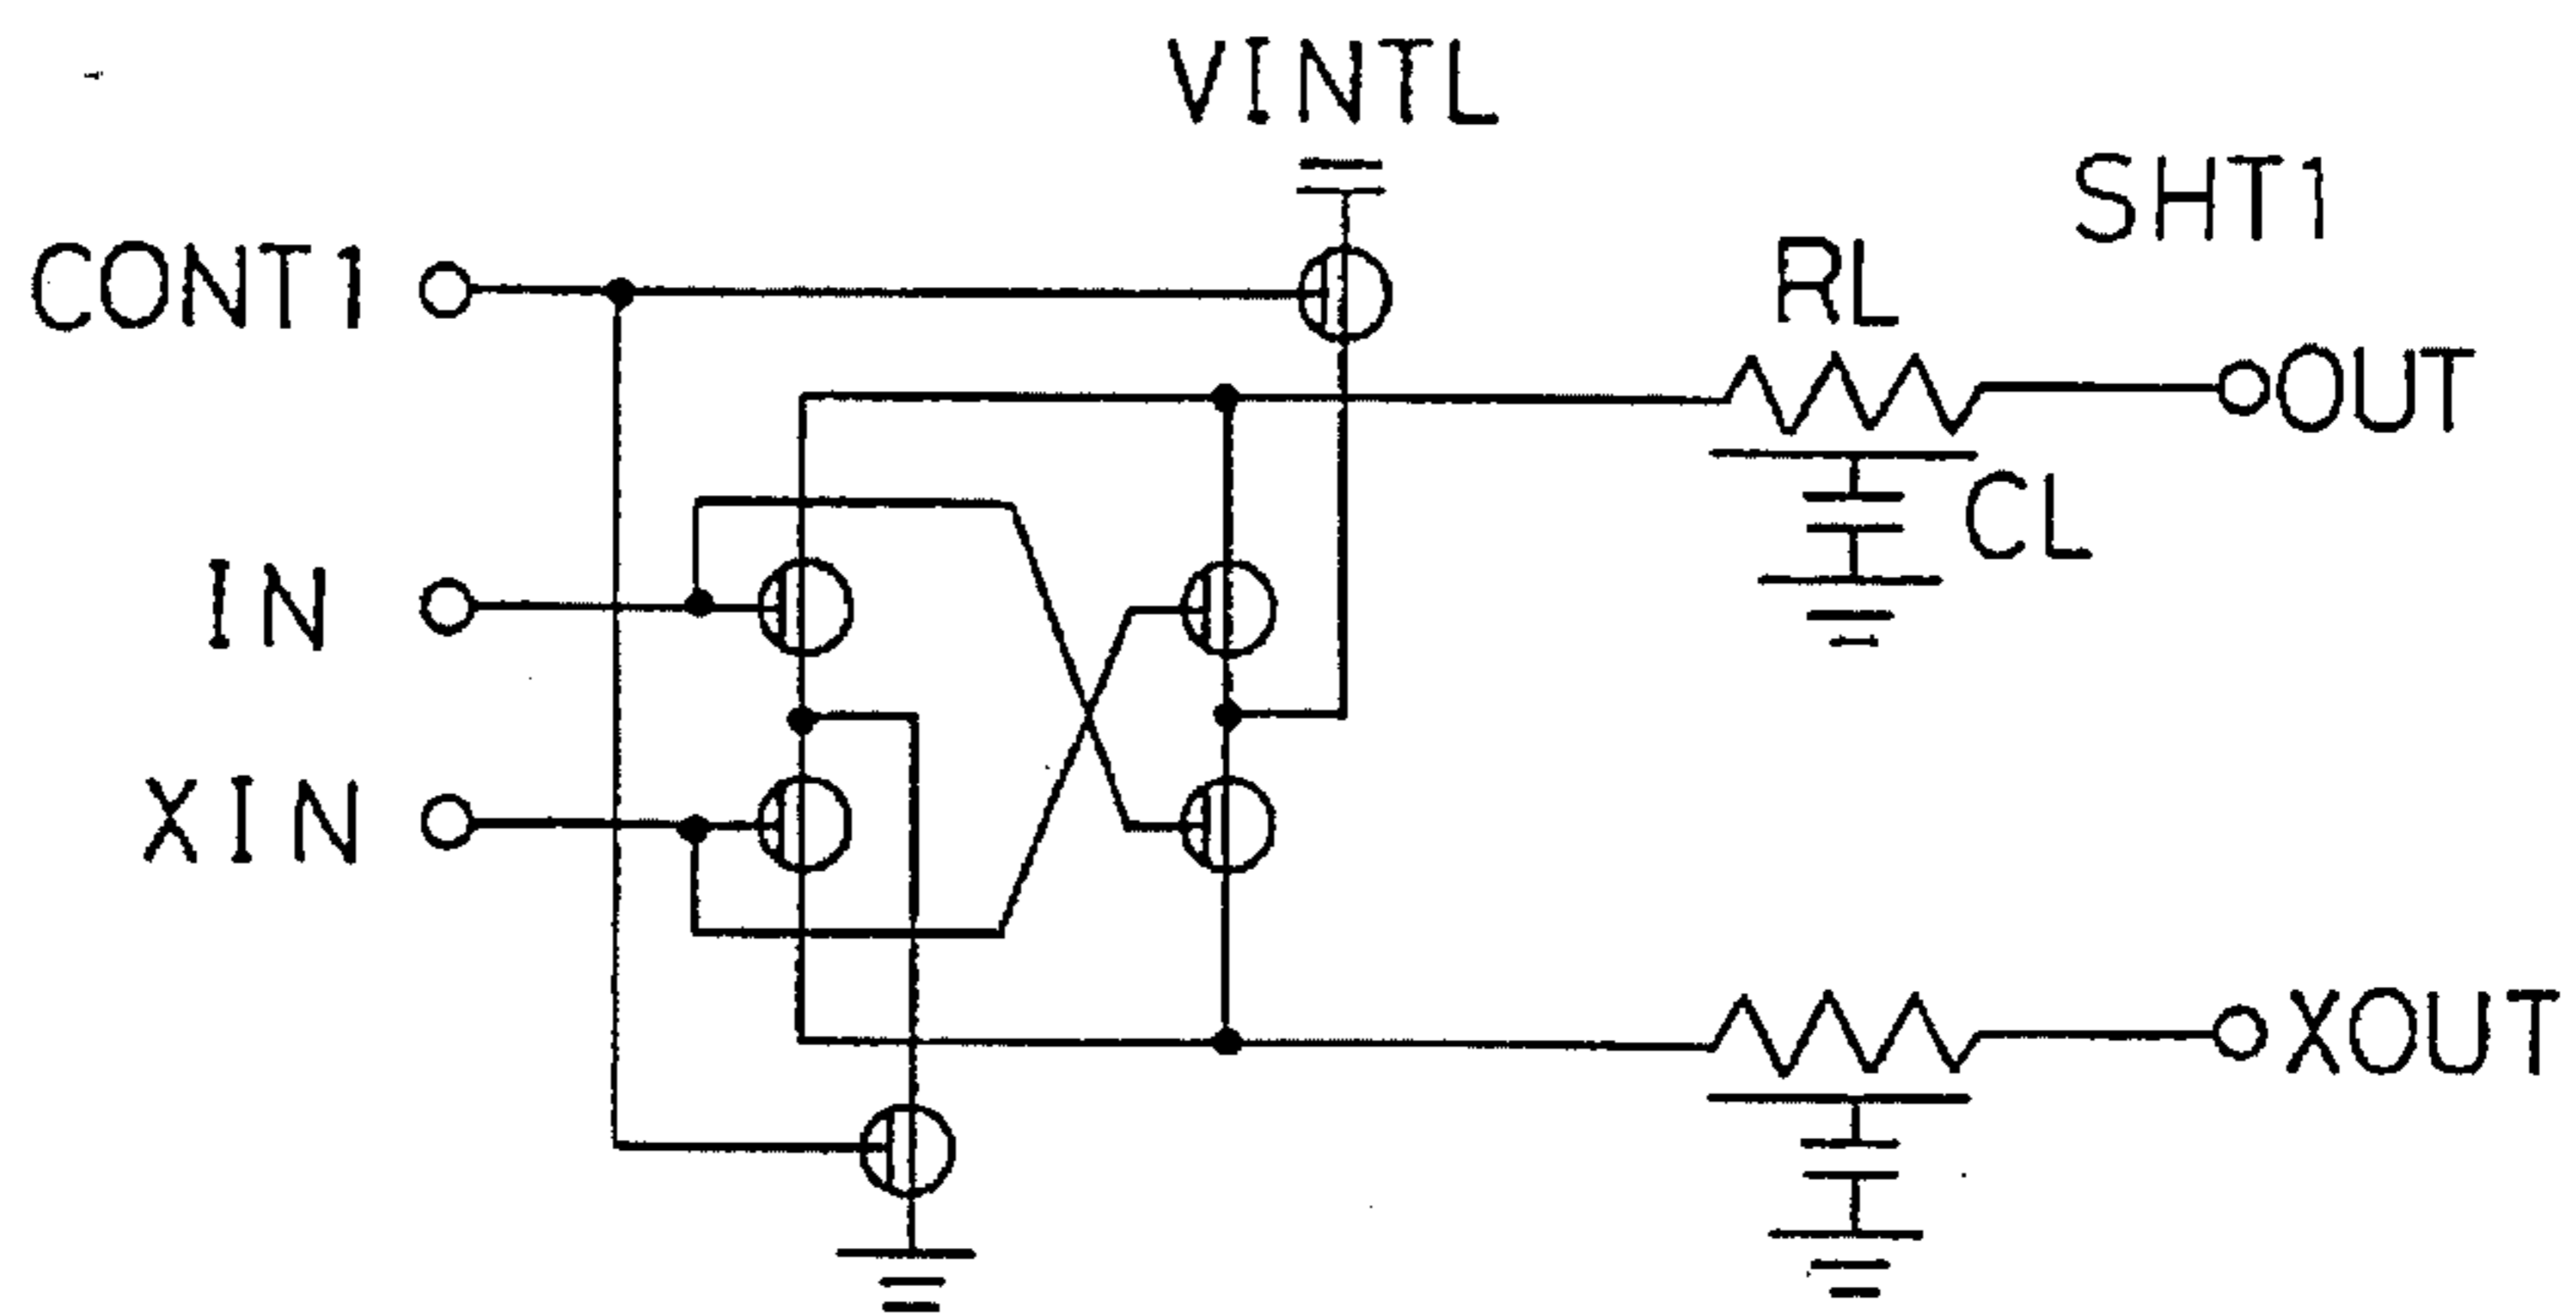 VINTL
SHT1
CONT1
RL
OUT
CL
IN
XIN
XOUT